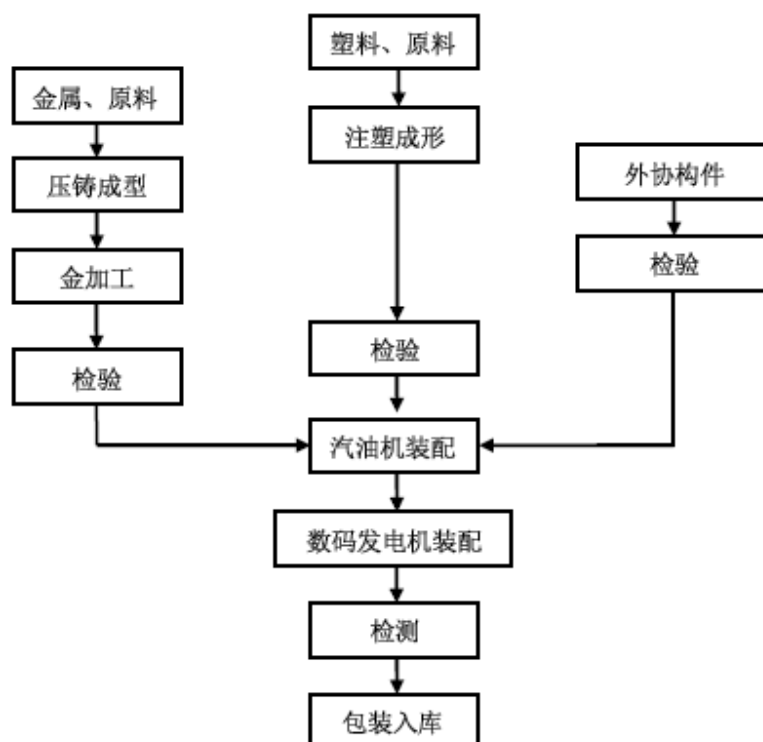 塑料、原料
金属、原料
注塑成形
外协构件
压铸成型
检验
金加工
检验
检验
汽油机装配
数码发电机装配
检测
包装入库